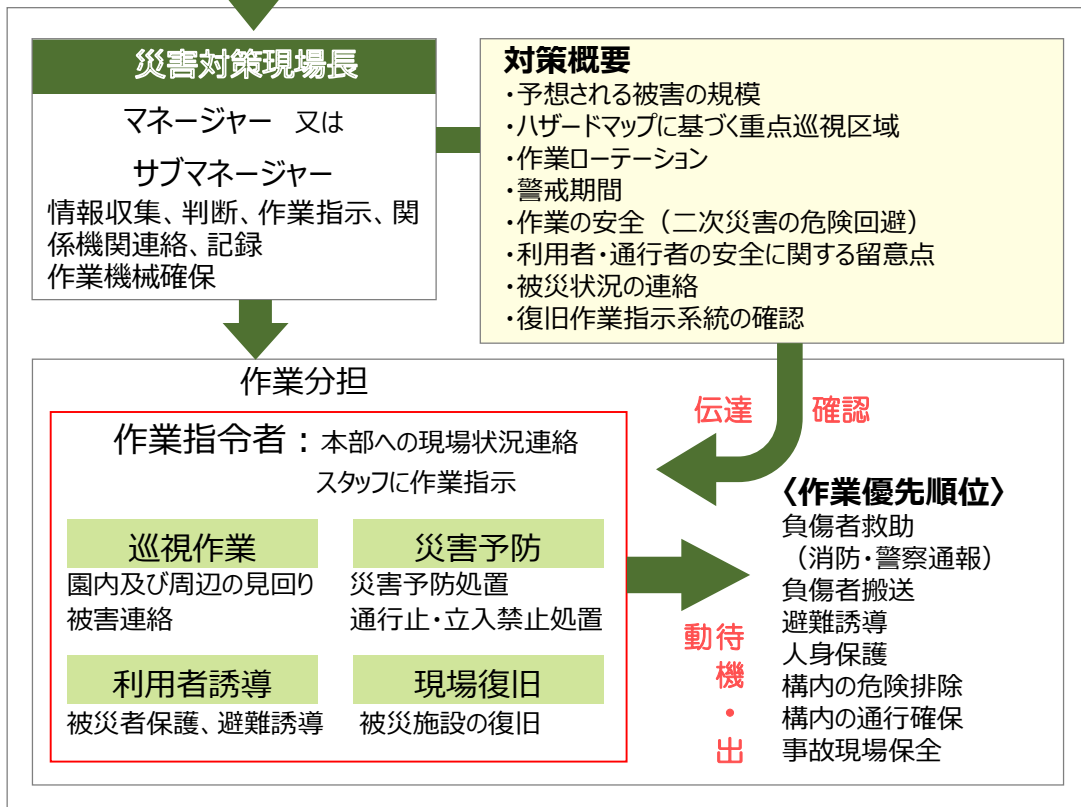 災害対策現場長
マネージャー 又は
サブマネージャー
情報収集、判断、作業指示、関
係機関連絡、記録
作業機械確保
対策概要
・予想される被害の規模
・ハザードマップに基づく重点巡視区域
・作業ローテーション
・警戒期間
・作業の安全（二次災害の危険回避）
・利用者・通行者の安全に関する留意点
・被災状況の連絡
・復旧作業指示系統の確認
作業分担
伝達 確認
作業指令者：本部への現場状況連絡
スタッフに作業指示
巡視作業
園内及び周辺の見回り
被害連絡
災害予防
災害予防処置
通行止・立入禁止処置
利用者誘導
被災者保護、避難誘導
現場復旧
被災施設の復旧
待機・出
動
〈作業優先順位〉
負傷者救助
（消防・警察通報）
負傷者搬送
避難誘導
人身保護
構内の危険排除
構内の通行確保
事故現場保全